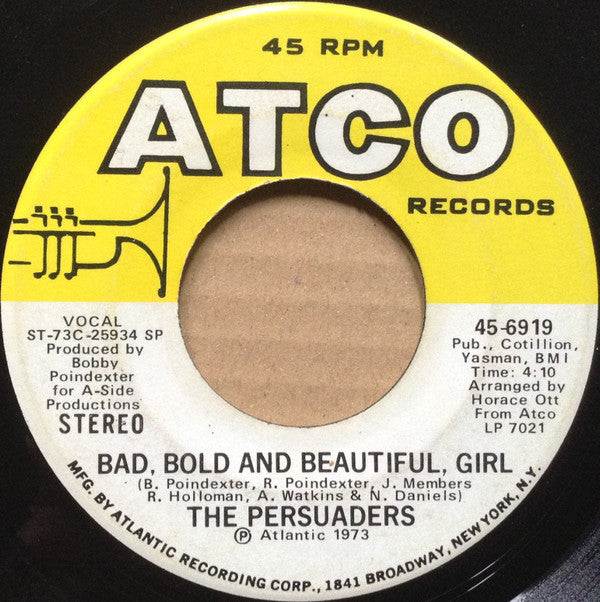 45 RPM
ATCO
RECORDS
VOCAL
ST-73C-25934 SP
Produced by
Bobby
Poindexter
for A-Side
Productions
STEREO
45-6919
Pub., Cotillion,
Yasman, BMI
Time: 4:10
Arranged by
Horace Ott
From Atco
LP 7021
BAD, BOLD AND BEAUTIFUL, GIRL
(B. Poindexter, R. Poindexter, J. Members
R. Holloman, A. Watkins & N. Daniels)
THE PERSUADERS
℗ Atlantic 1973
MFG. BY ATLANTIC RECORDING CORP., 1841 BROADWAY, NEW YORK, N.Y.